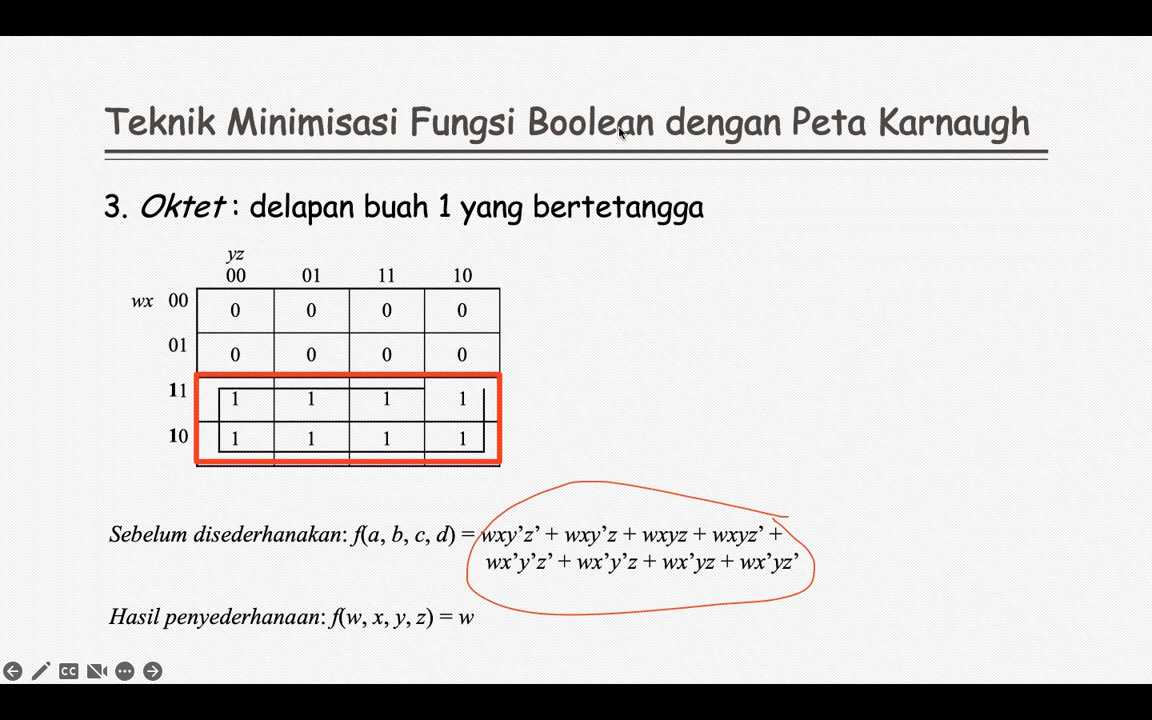 Teknik Minimisasi Fungsi Boolean dengan Peta Karnaugh
3. Oktet : delapan buah 1 yang bertetangga
yz
00 01 11 10
wx 00 0 0 0 0
01 0 0 0 0
11 1 1 1 1
10 1 1 1 1
Sebelum disederhanakan: f(a, b, c, d) = wxy’z’ + wxy’z + wxyz + wxyz’ +
wx’y’z’ + wx’y’z + wx’yz + wx’yz’
Hasil penyederhanaan: f(w, x, y, z) = w
CC